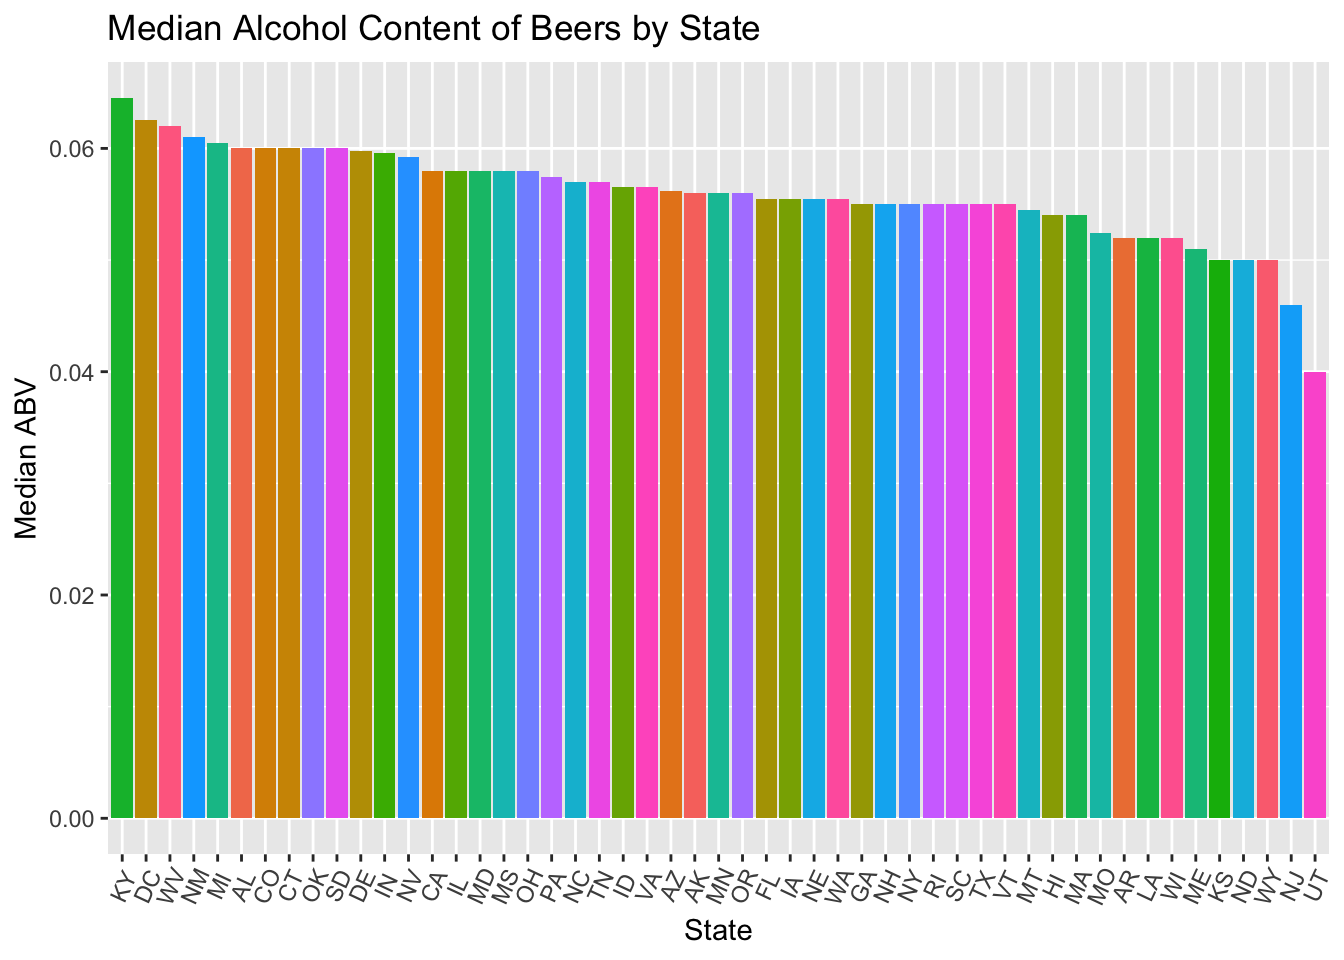 Median Alcohol Content of Beers by State
Median ABV
0.06
0.04
0.02
0.00
KY DC WV NM MI AL CO CT OK SD DE IN NV CA IL MD MS OH PA NC TN ID VA AZ AK MN OR FL IA NE WA GA NH NY RI SC TX VT MT HI MA MO AR LA WI ME KS ND WY NJ UT
State